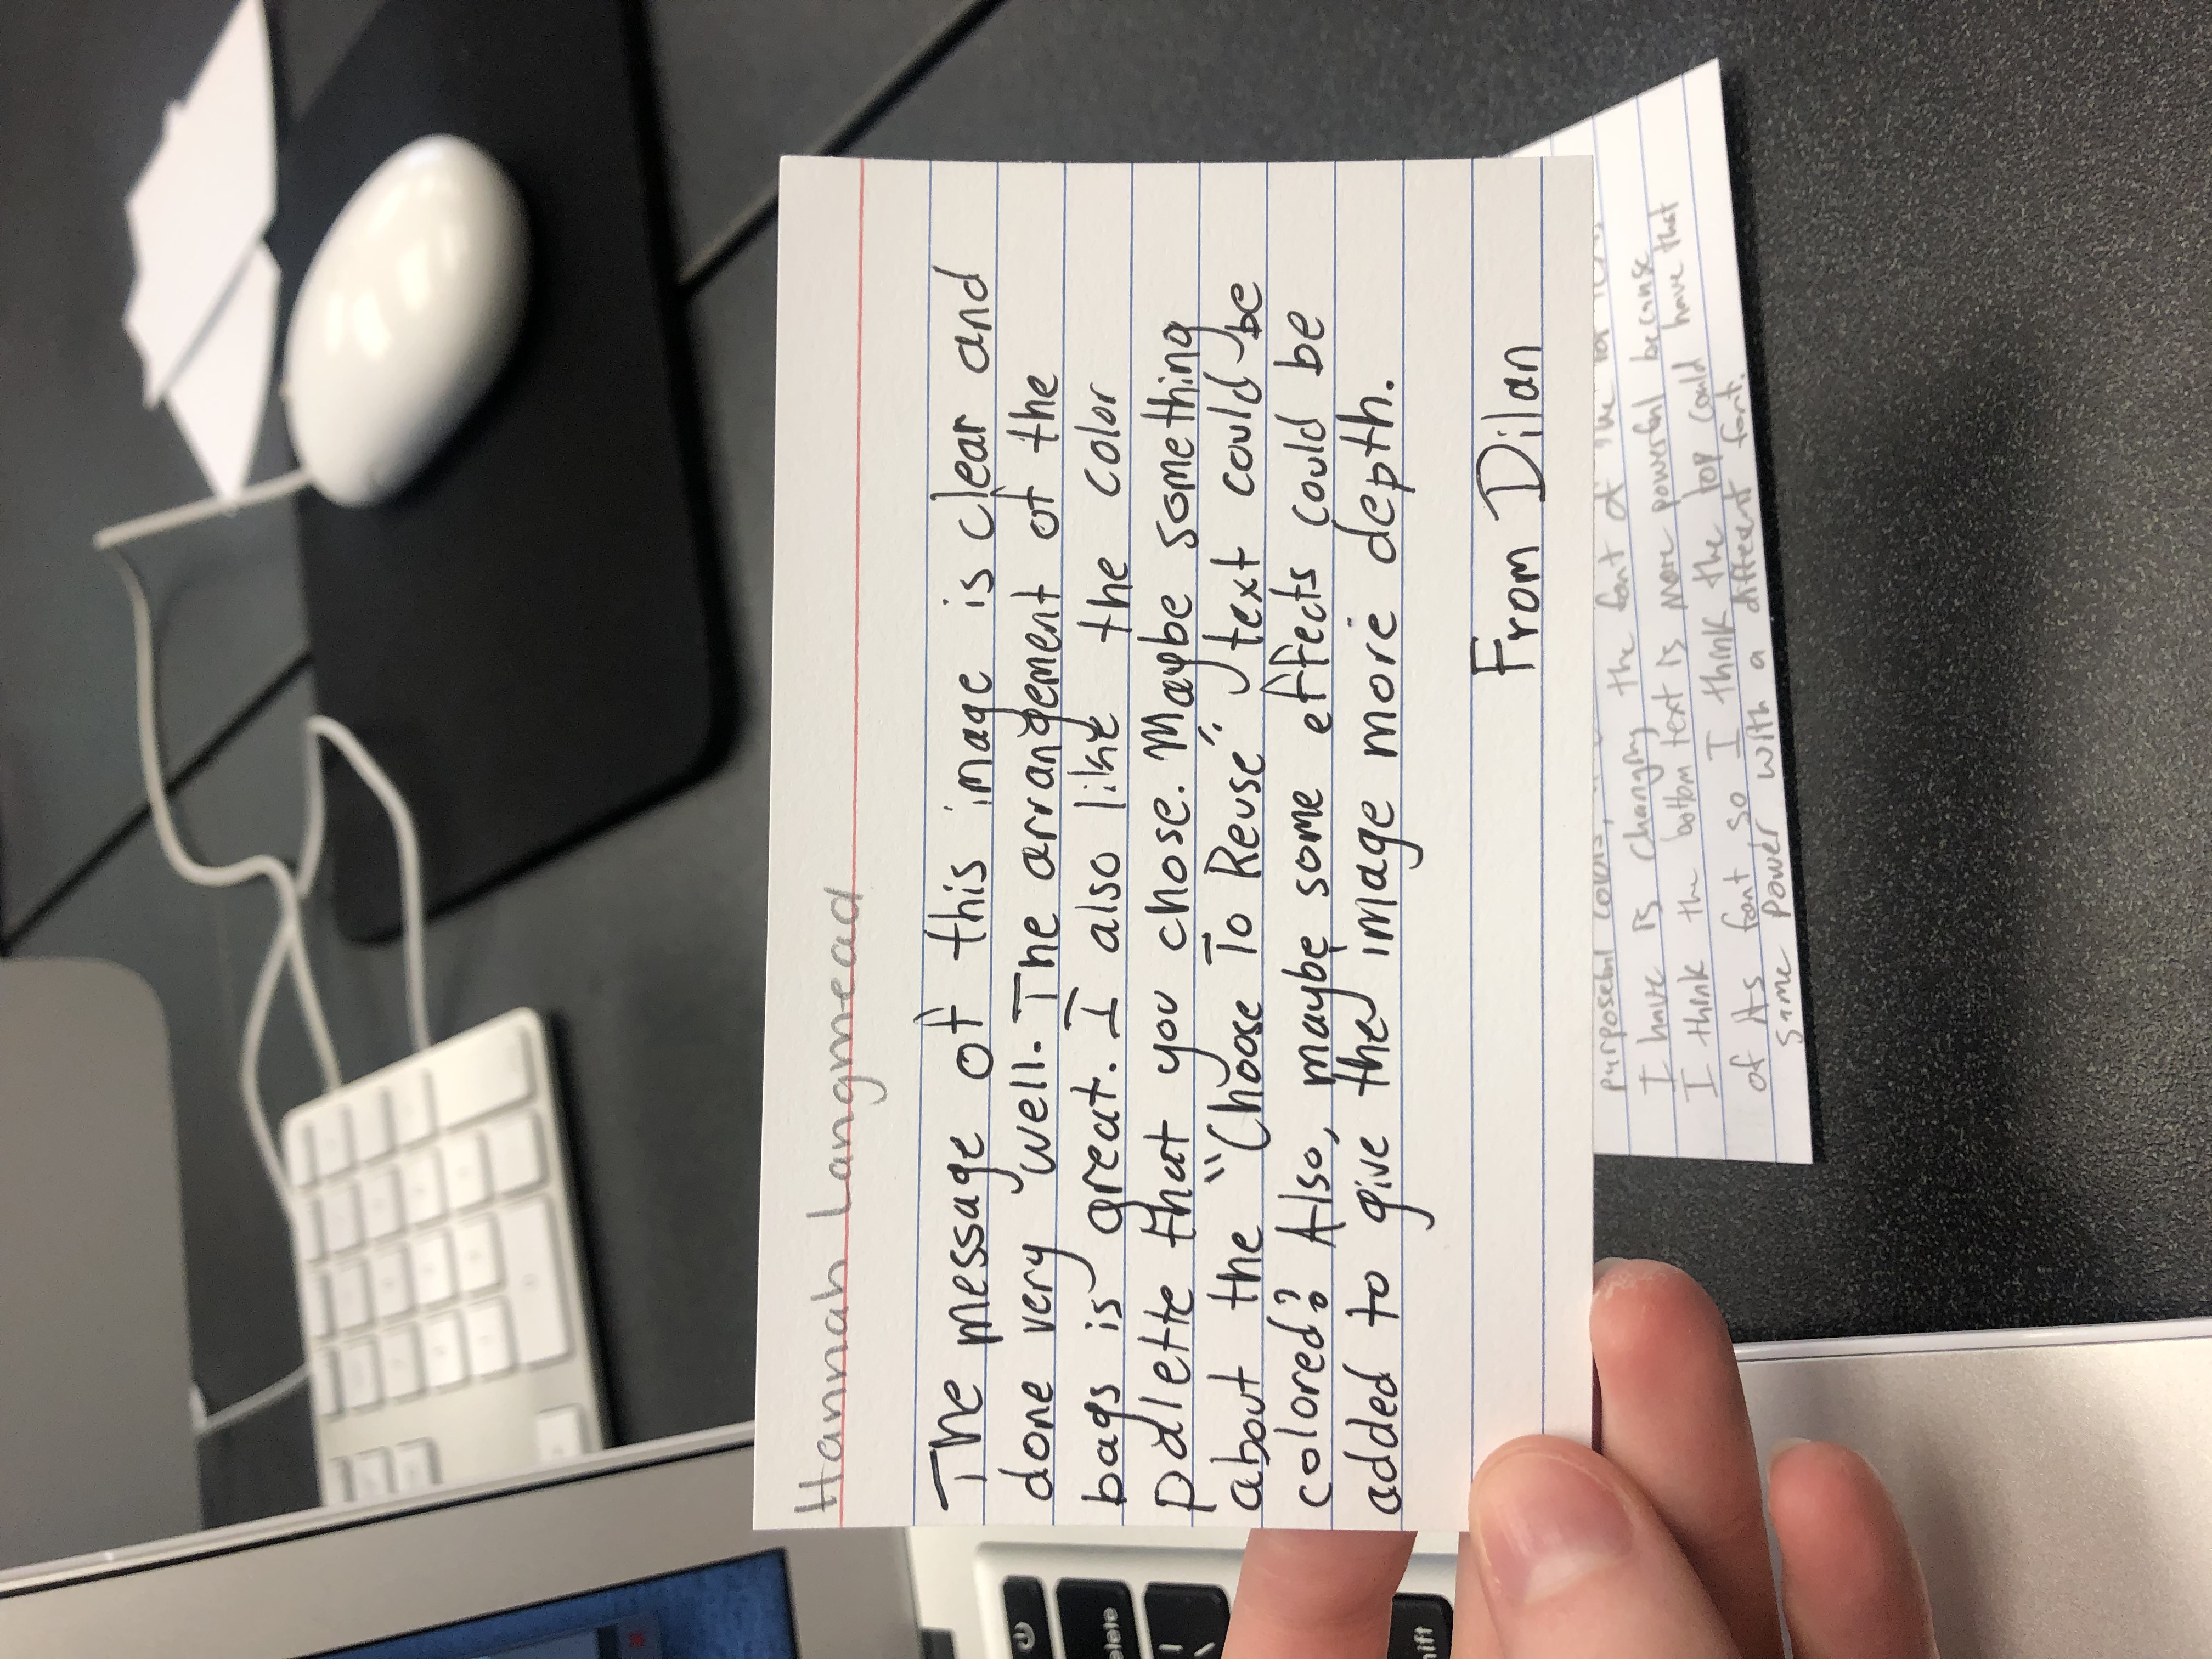 Hannah Langmead
The message of this image is clear and
done very well. The arrangement of the
bags is great. I also like the color
palette that you chose. Maybe something
about the "Choose To Reuse" text could be
colored? Also, maybe some effects could be
added to give the image more depth.
From Dilan
purposeful colors,
I have is changing the font of the top text.
I think the bottom text is more powerful because
of its font, so I think the top could have that
same power with a different font.
elete
hift